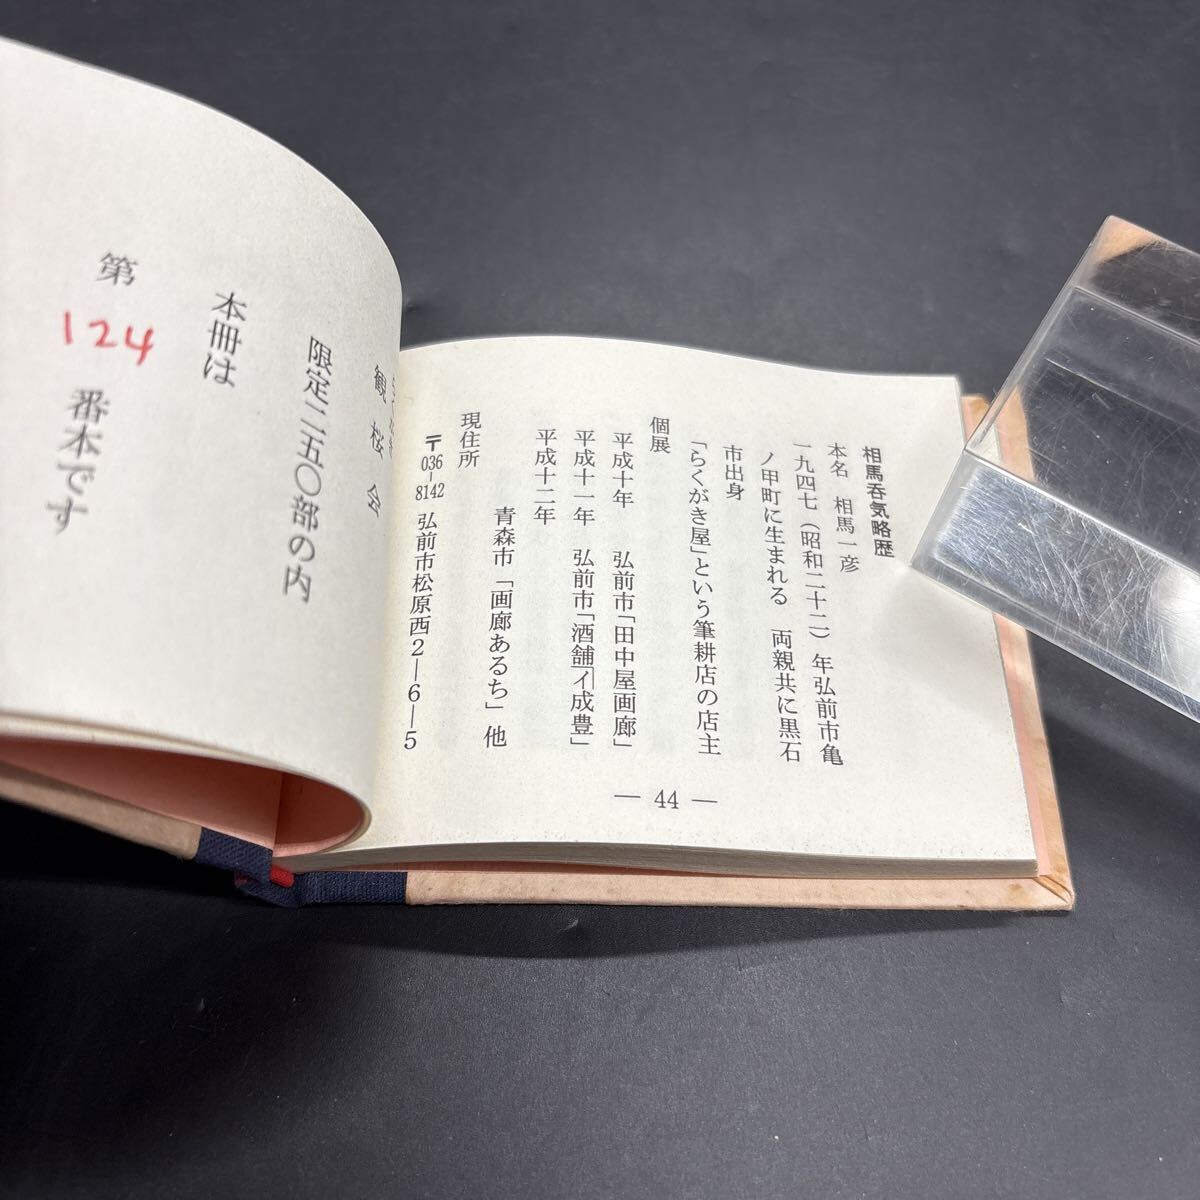 相馬呑気略歴
本名 相馬一彦
一九四七（昭和二十二）年弘前市亀
ノ甲町に生まれる 両親共に黒石
市出身
「らくがき屋」という筆耕店の店主
個展
平成十年 弘前市「田中屋画廊」
平成十一年 弘前市「酒舗イ成豊」
平成十二年
青森市「画廊あるち」他
現住所
〒036-8142 弘前市松原西2—6—5
— 44 —
観桜会
限定二五〇部の内
本冊は
第 124 番本です